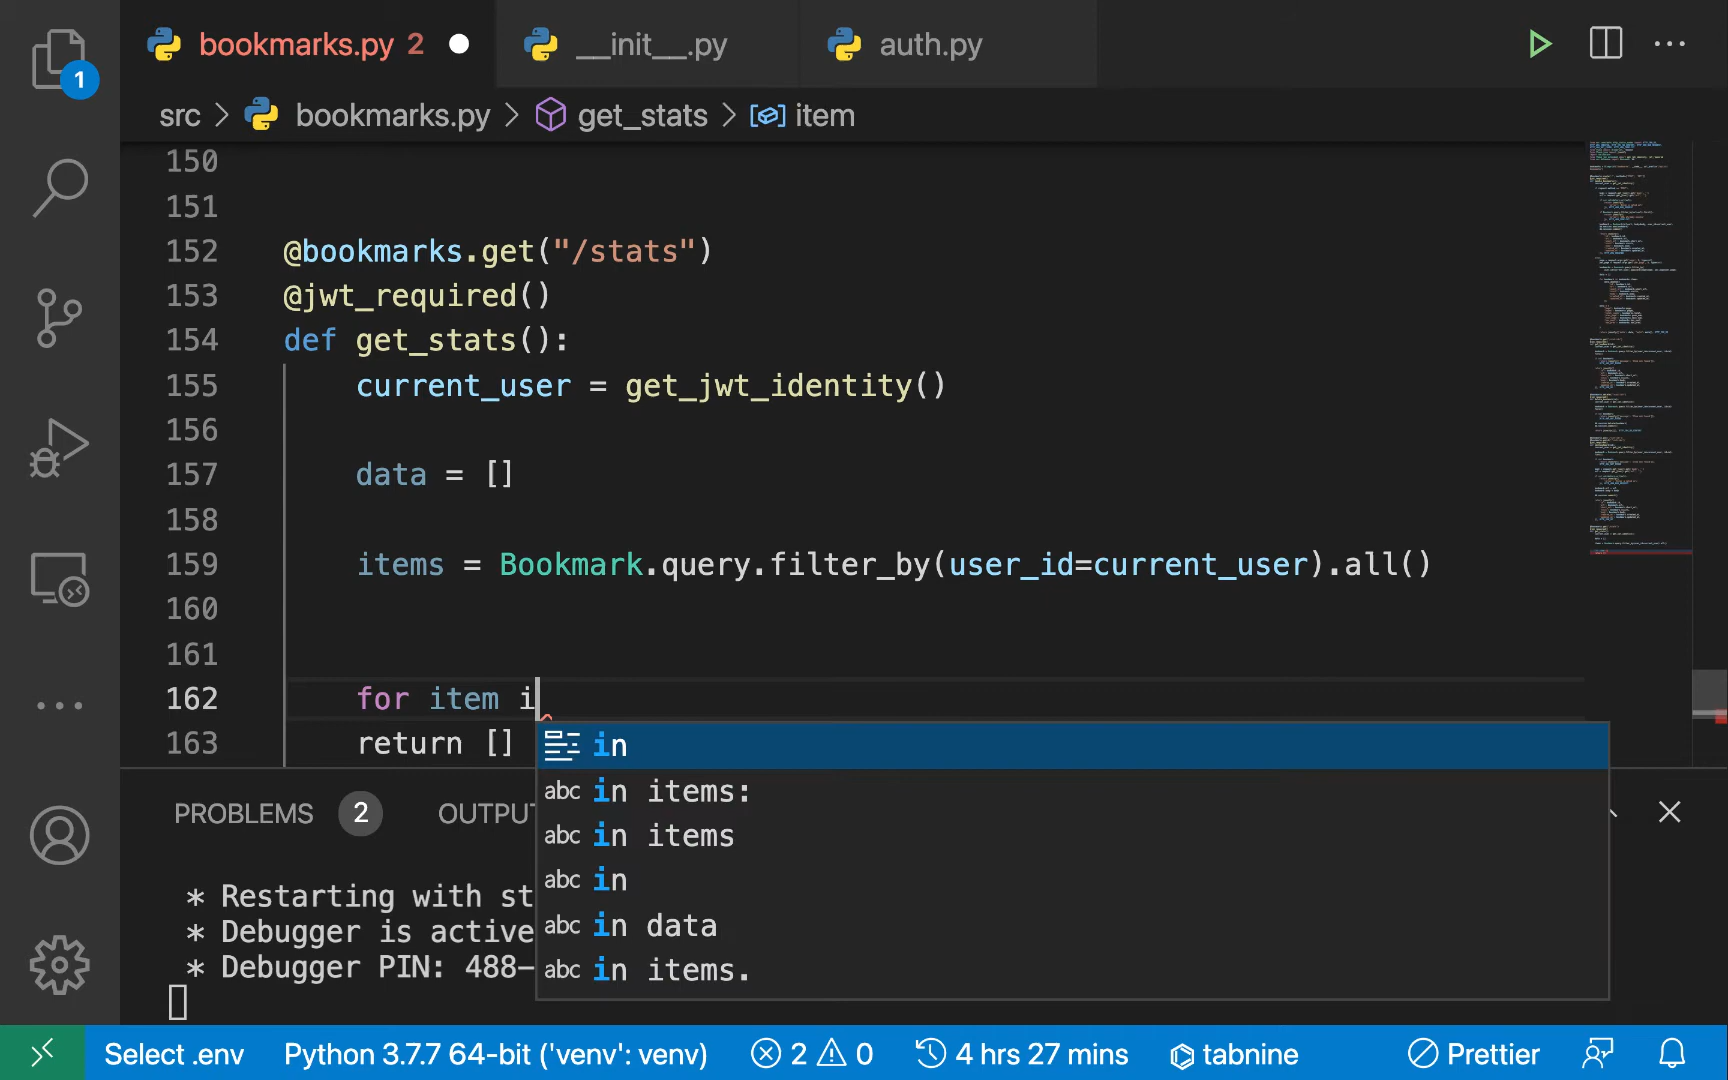 bookmarks.py 2
__init__.py
auth.py
1
src > bookmarks.py > get_stats > item
150
151
152 @bookmarks.get("/stats")
153 @jwt_required()
154 def get_stats():
155 current_user = get_jwt_identity()
156
157 data = []
158
159 items = Bookmark.query.filter_by(user_id=current_user).all()
160
161
162 for item i
163 return []
in
abc in items:
abc in items
abc in
abc in data
abc in items.
PROBLEMS 2 OUTPUT
* Restarting with st
* Debugger is active
* Debugger PIN: 488-
Select .env Python 3.7.7 64-bit ('venv': venv) 2 0 4 hrs 27 mins tabnine Prettier